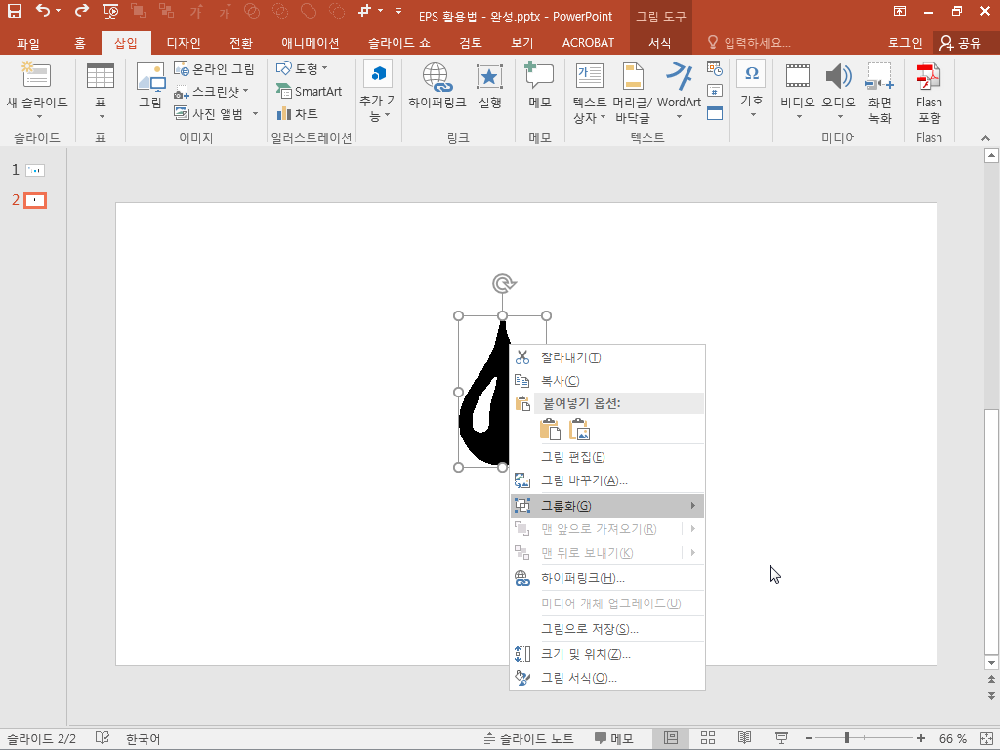 EPS 활용법 - 완성.pptx - PowerPoint
그림 도구
파일 홈 삽입 디자인 전환 애니메이션 슬라이드 쇼 검토 보기 ACROBAT 서식 입력하세요... 로그인 공유
새 슬라이드
슬라이드
표
표
그림
온라인 그림
스크린샷
사진 앨범
이미지
도형
SmartArt
차트
일러스트레이션
추가 기
능
하이퍼링크
실행
링크
메모
메모
텍스트
상자
머리글/
바닥글
가
WordArt
텍스트
Ω
기호
비디오
오디오
화면
녹화
미디어
Flash
포함
Flash
1
2
잘라내기(T)
복사(C)
붙여넣기 옵션:
그림 편집(E)
그림 바꾸기(A)...
그룹화(G)
맨 앞으로 가져오기(R)
맨 뒤로 보내기(K)
하이퍼링크(H)...
미디어 개체 업그레이드(U)
그림으로 저장(S)...
크기 및 위치(Z)...
그림 서식(O)...
슬라이드 2/2 한국어 슬라이드 노트 메모 66 %